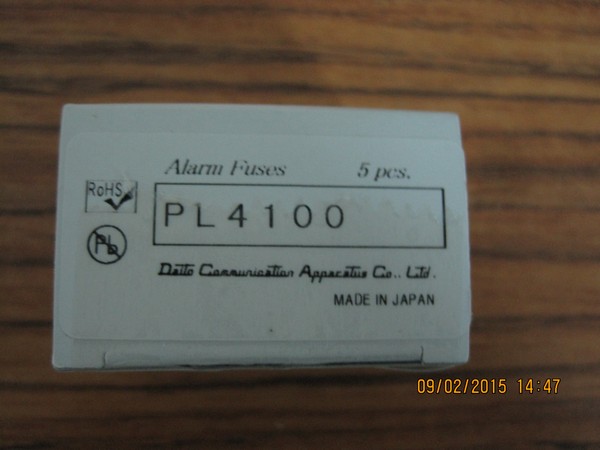 Alarm Fuses 5 pcs.
RoHS
PL4100
Pb
Daito Communication Apparatus Co., Ltd.
MADE IN JAPAN
09/02/2015 14:47